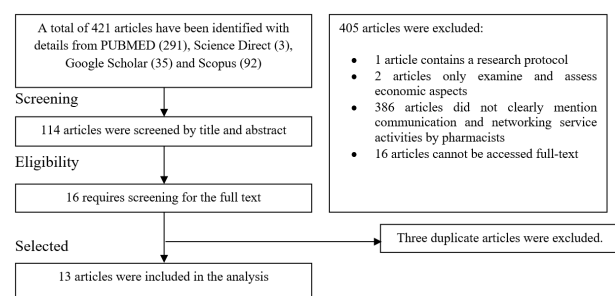 A total of 421 articles have been identified with
details from PUBMED (291), Science Direct (3),
Google Scholar (35) and Scopus (92)
Screening
114 articles were screened by title and abstract
Eligibility
16 requires screening for the full text
Selected
13 articles were included in the analysis
405 articles were excluded:
• 1 article contains a research protocol
• 2 articles only examine and assess
economic aspects
• 386 articles did not clearly mention
communication and networking service
activities by pharmacists
• 16 articles cannot be accessed full-text
Three duplicate articles were excluded.